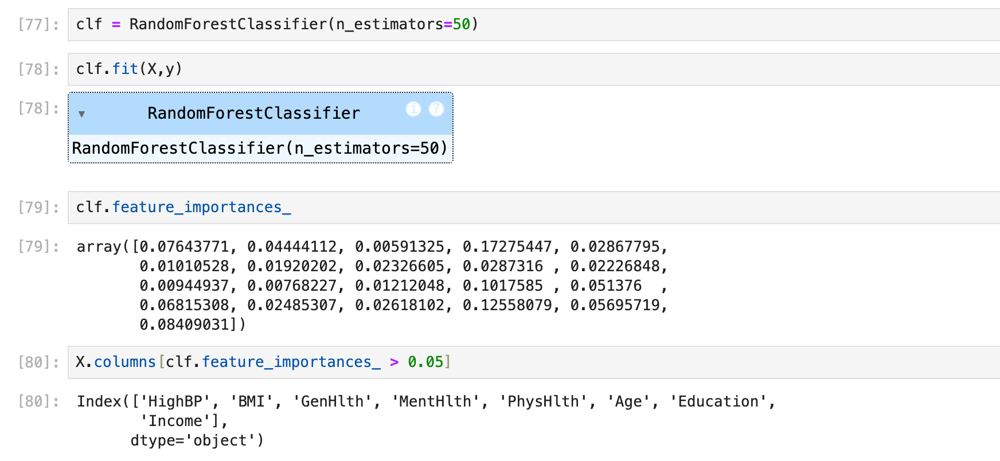 [77]: clf = RandomForestClassifier(n_estimators=50)
[78]: clf.fit(X,y)
[78]: ▼ RandomForestClassifier i ?
RandomForestClassifier(n_estimators=50)
[79]: clf.feature_importances_
[79]: array([0.07643771, 0.04444112, 0.00591325, 0.17275447, 0.02867795,
0.01010528, 0.01920202, 0.02326605, 0.0287316 , 0.02226848,
0.00944937, 0.00768227, 0.01212048, 0.1017585 , 0.051376  ,
0.06815308, 0.02485307, 0.02618102, 0.12558079, 0.05695719,
0.08409031])
[80]: X.columns[clf.feature_importances_ > 0.05]
[80]: Index(['HighBP', 'BMI', 'GenHlth', 'MentHlth', 'PhysHlth', 'Age', 'Education',
'Income'],
dtype='object')